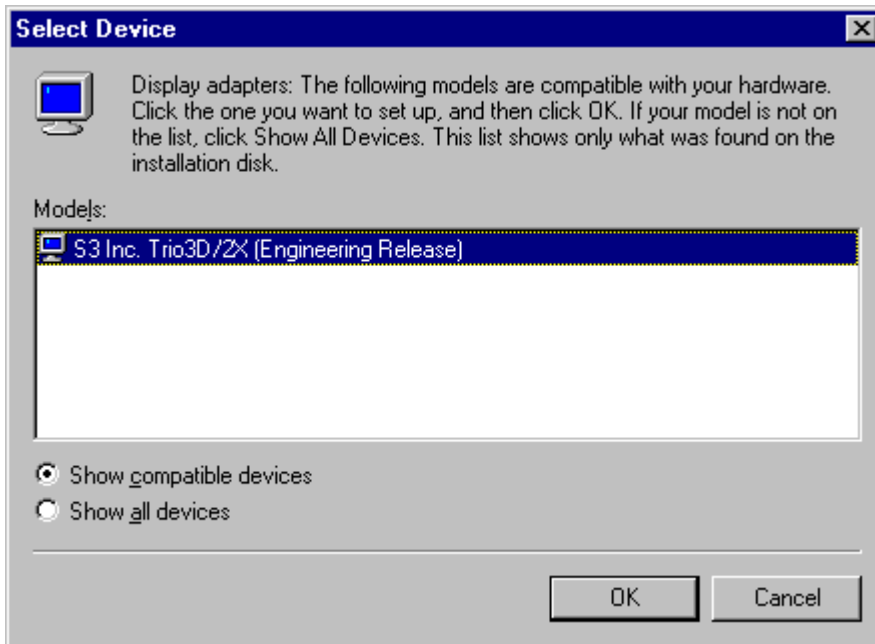 Select Device
Display adapters: The following models are compatible with your hardware.
Click the one you want to set up, and then click OK. If your model is not on
the list, click Show All Devices. This list shows only what was found on the
installation disk.
Models:
S3 Inc. Trio3D/2X (Engineering Release)
Show compatible devices
Show all devices
OK
Cancel